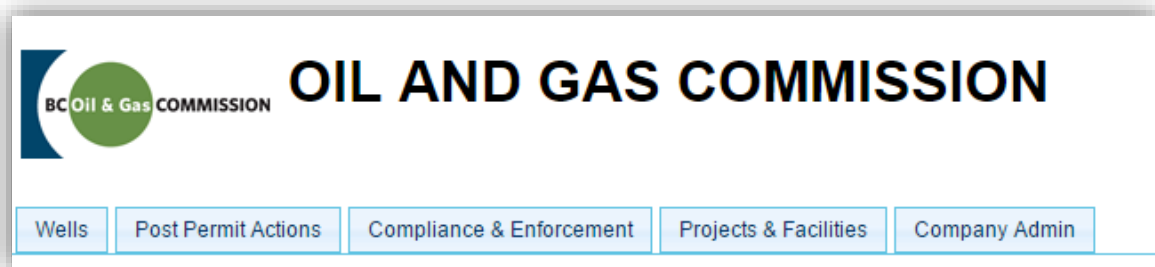 OIL AND GAS COMMISSION
BC Oil & Gas COMMISSION
Wells Post Permit Actions Compliance & Enforcement Projects & Facilities Company Admin